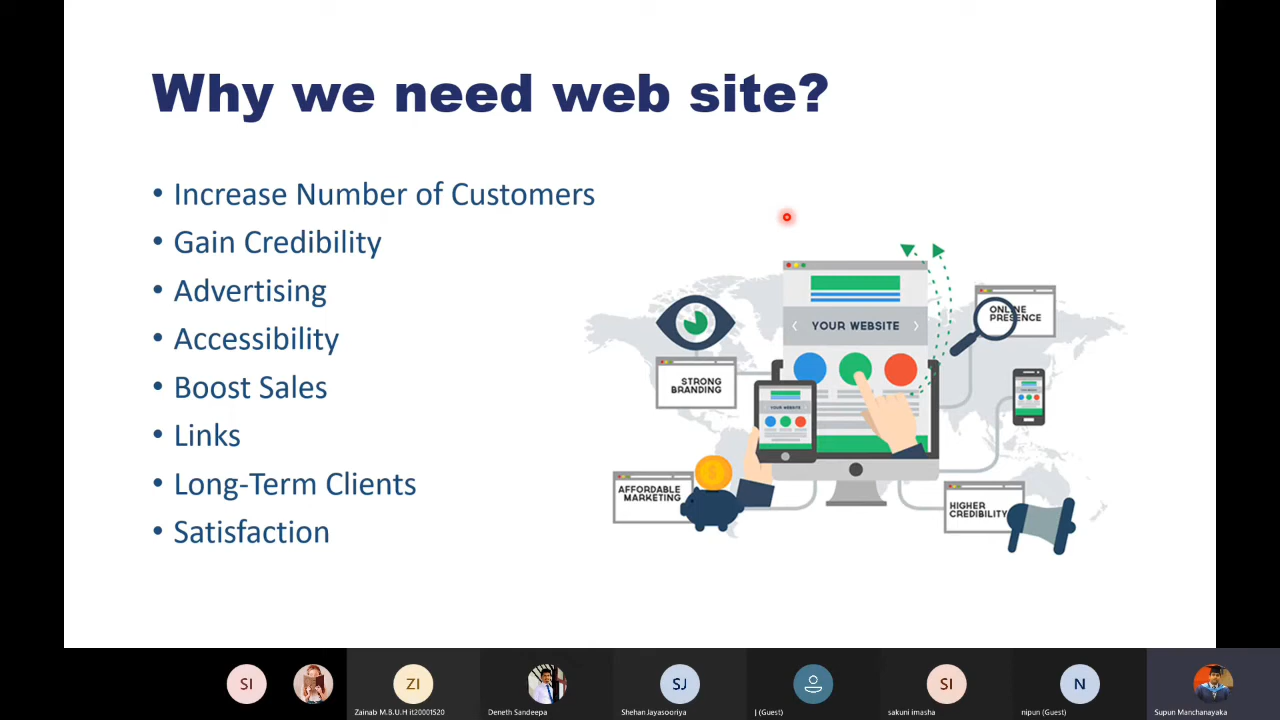 Why we need web site?
• Increase Number of Customers
• Gain Credibility
• Advertising
• Accessibility
• Boost Sales
• Links
• Long-Term Clients
• Satisfaction
YOUR WEBSITE
ONLINE
PRESENCE
STRONG
BRANDING
YOUR WEBSITE
AFFORDABLE
MARKETING
HIGHER
CREDIBILITY
SI
ZI
SJ
SI
N
Zainab M.B.U.H it20001520
Deneth Sandeepa
Shehan Jayasooriya
J (Guest)
sakuni imasha
nipun (Guest)
Supun Manchanayaka